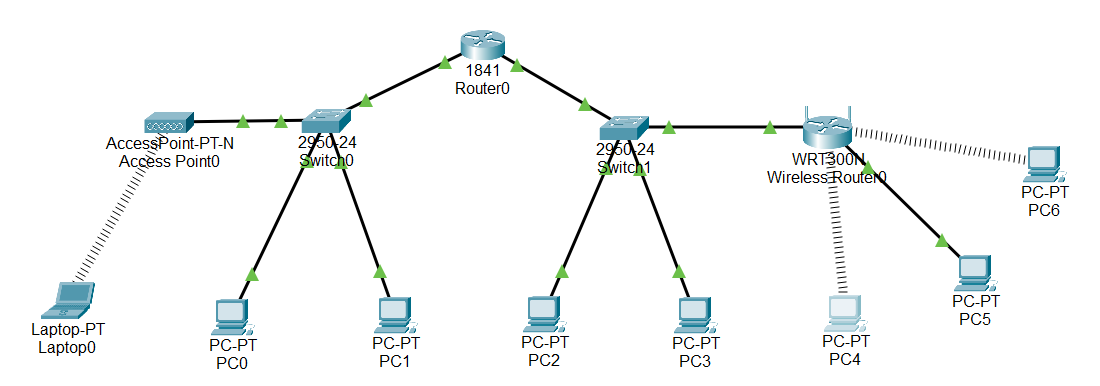 1841
Router0
AccessPoint-PT-N
Access Point0
2950-24
Switch0
2950-24
Switch1
WRT300N
Wireless Router0
PC-PT
PC6
PC-PT
PC5
Laptop-PT
Laptop0
PC-PT
PC0
PC-PT
PC1
PC-PT
PC2
PC-PT
PC3
PC-PT
PC4